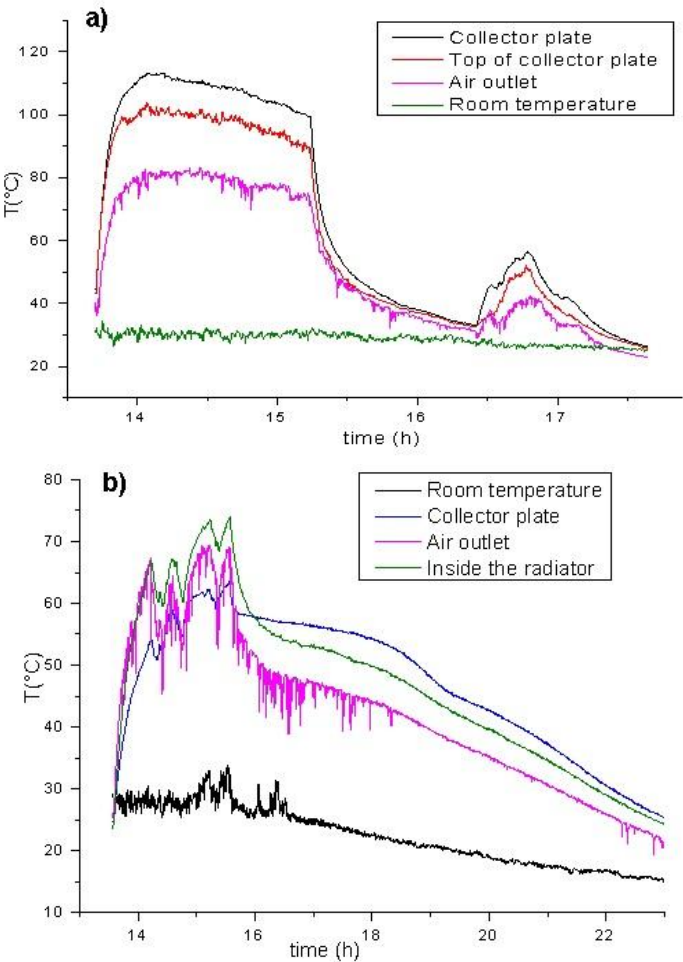 a)
Collector plate
Top of collector plate
Air outlet
Room temperature
120
100
80
60
40
20
T(°C)
14
15
16
17
time (h)
b)
Room temperature
Collector plate
Air outlet
Inside the radiator
80
70
60
50
40
30
20
10
T(°C)
14
16
18
20
22
time (h)